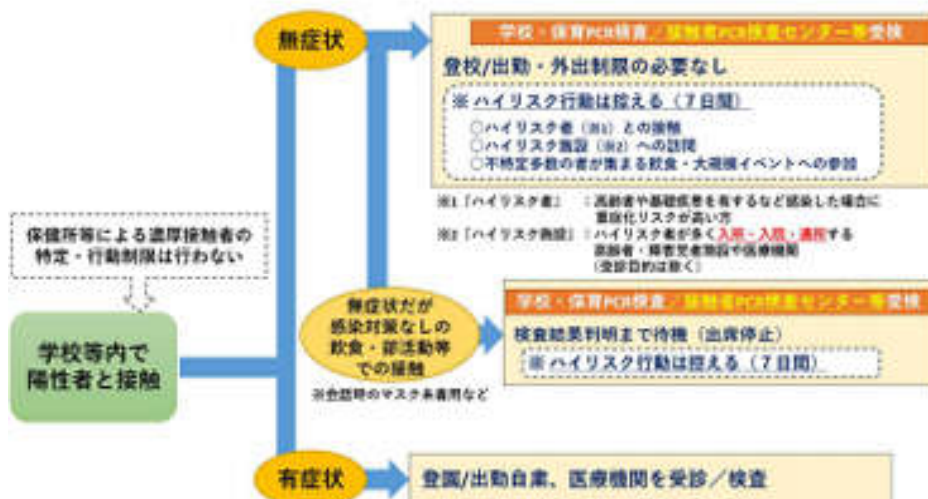 無症状
学校・保育PCR検査／接触者PCR検査センター等受検
登校/出勤・外出制限の必要なし
※ハイリスク行動は控える（7日間）
○ハイリスク者（※1）との接触
○ハイリスク施設（※2）への訪問
○不特定多数の者が集まる飲食・大規模イベントへの参加
※1「ハイリスク者」：高齢者や基礎疾患を有するなど感染した場合に
重症化リスクが高い方
※2「ハイリスク施設」：ハイリスク者が多く入所・入院・通所する
高齢者・障害児者施設や医療機関
（受診目的は除く）
保健所等による濃厚接触者の
特定・行動制限は行わない
学校等内で
陽性者と接触
無症状だが
感染対策なしの
飲食・部活動等
での接触
※会話時のマスク未着用など
学校・保育PCR検査／接触者PCR検査センター等受検
検査結果判明まで待機（出席停止）
※ハイリスク行動は控える（7日間）
有症状
登園/出勤自粛、医療機関を受診／検査